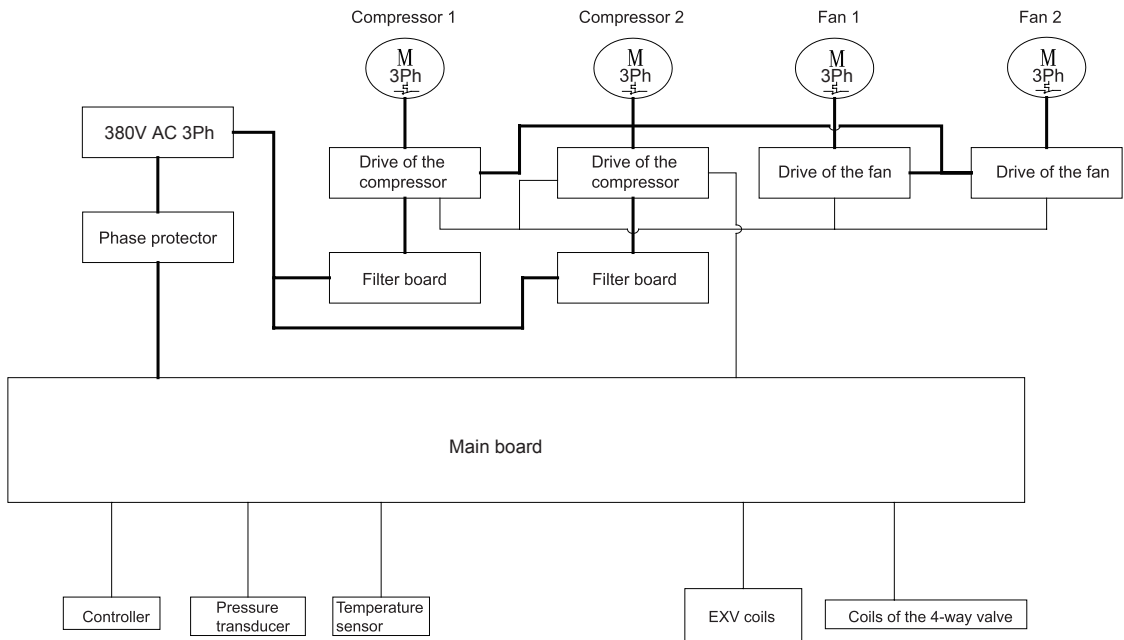 Compressor 1
Compressor 2
Fan 1
Fan 2
M
3Ph
M
3Ph
M
3Ph
M
3Ph
380V AC 3Ph
Drive of the
compressor
Drive of the
compressor
Drive of the fan
Drive of the fan
Phase protector
Filter board
Filter board
Main board
Controller
Pressure
transducer
Temperature
sensor
EXV coils
Coils of the 4-way valve